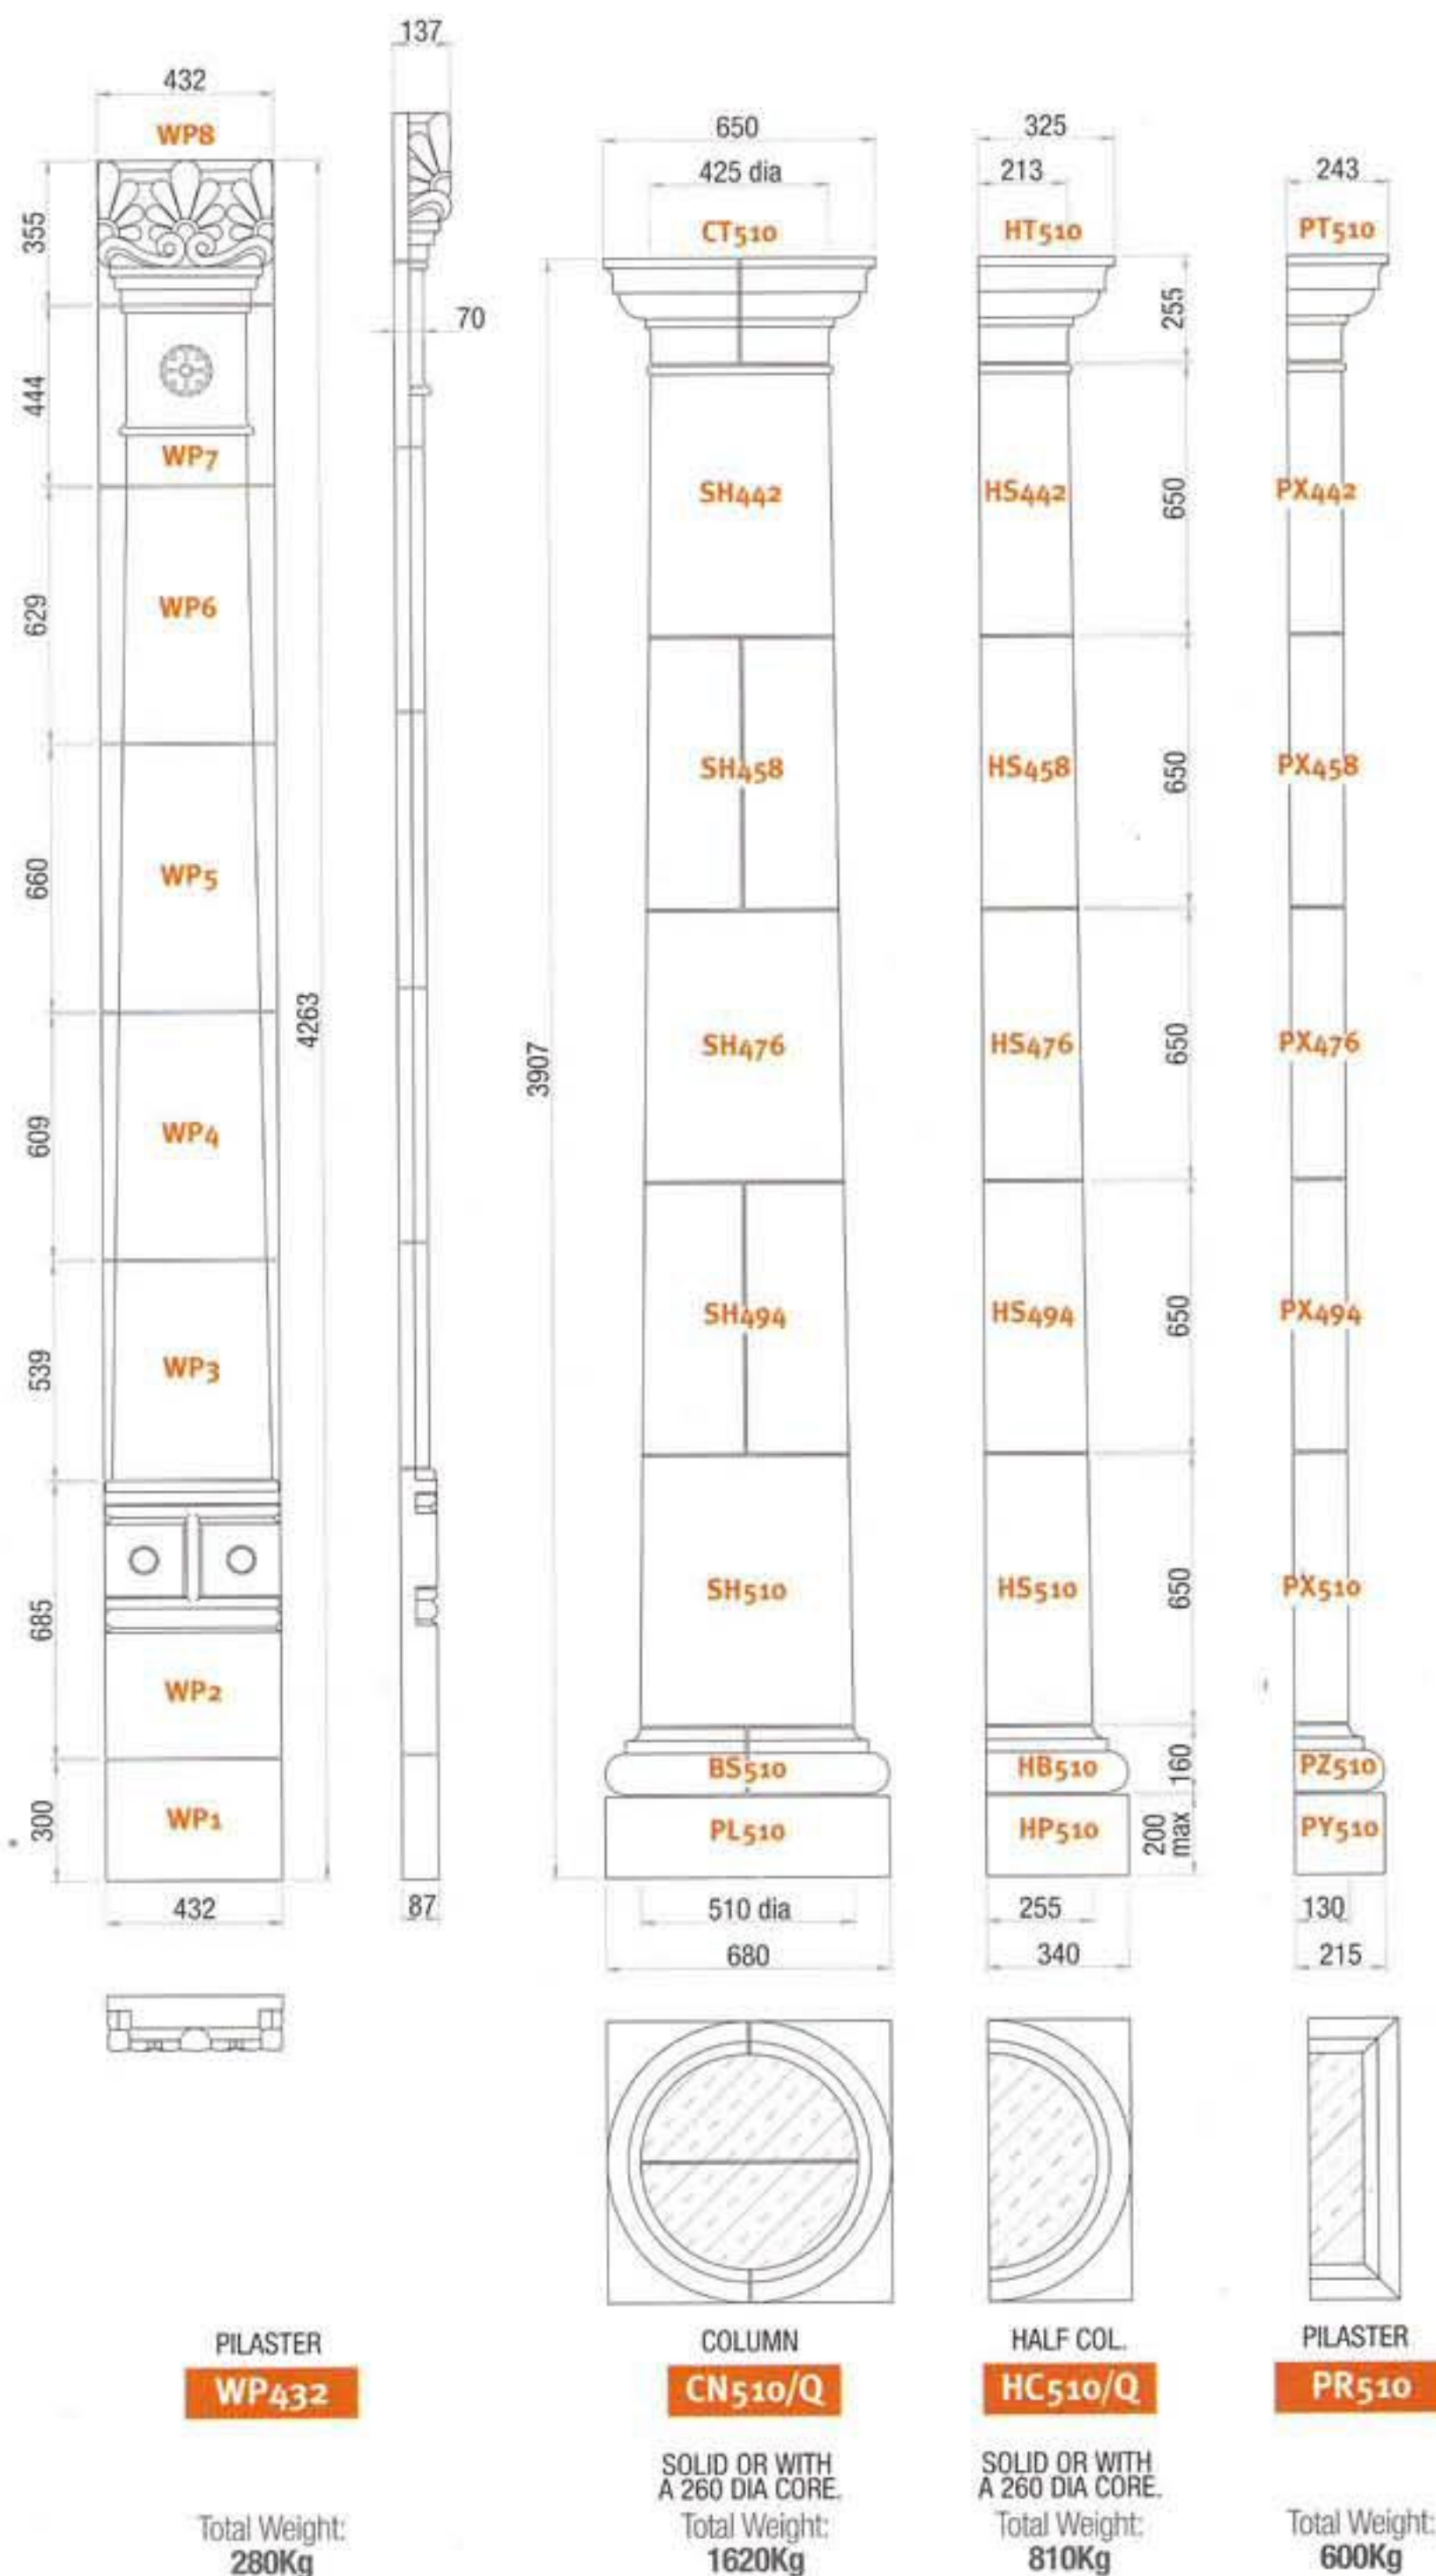 137
432
WP8
355
70
444
WP7
629
WP6
660
WP5
4263
609
WP4
539
WP3
685
WP2
300
WP1
432
87
PILASTER
WP432
Total Weight:
280Kg
650
425 dia
CT510
3907
SH442
SH458
SH476
SH494
SH510
BS510
PL510
510 dia
680
COLUMN
CN510/Q
SOLID OR WITH
A 260 DIA CORE.
Total Weight:
1620Kg
325
213
HT510
255
HS442
650
HS458
650
HS476
650
HS494
650
HS510
650
HB510
160
HP510
200
max
255
340
HALF COL.
HC510/Q
SOLID OR WITH
A 260 DIA CORE.
Total Weight:
810Kg
243
PT510
PX442
PX458
PX476
PX494
PX510
PZ510
PY510
130
215
PILASTER
PR510
Total Weight:
600Kg